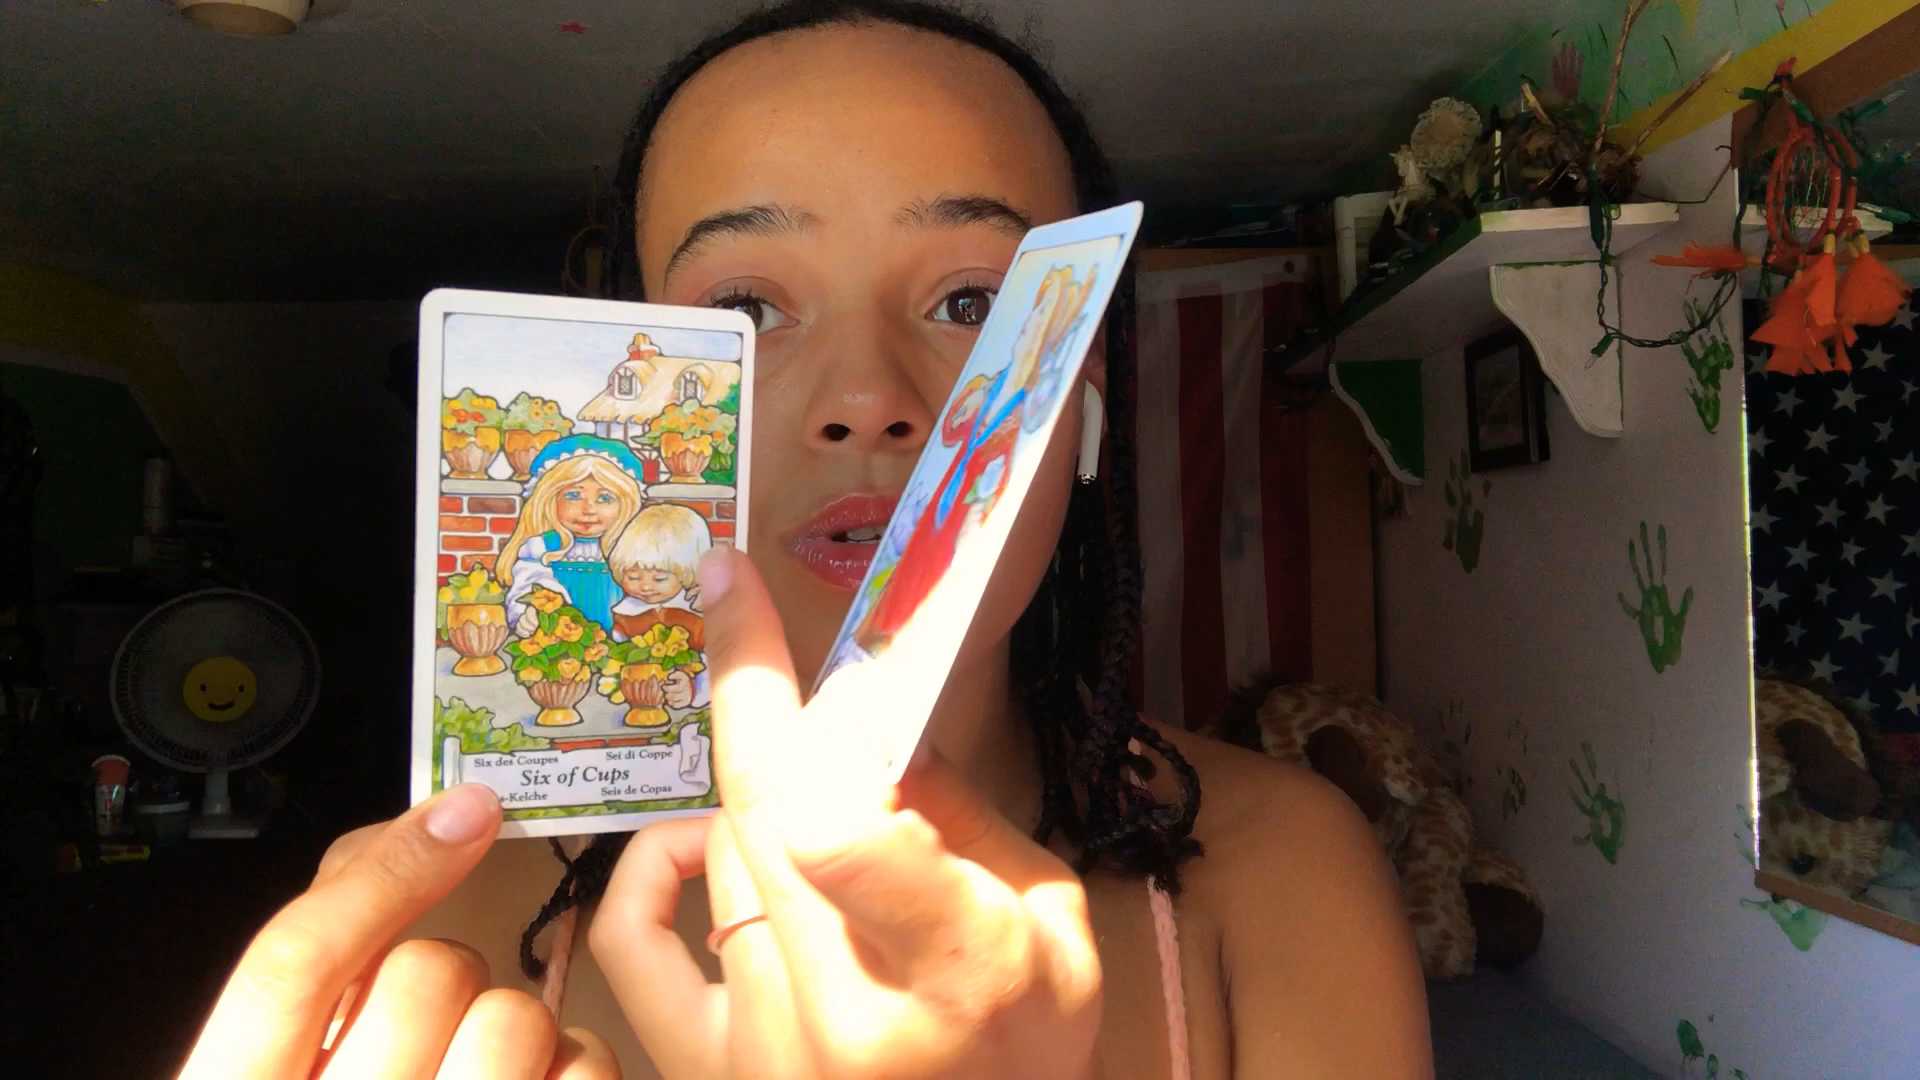 Six des Coupes Sei di Coppe
Six of Cups
s-Kelche Seis de Copas